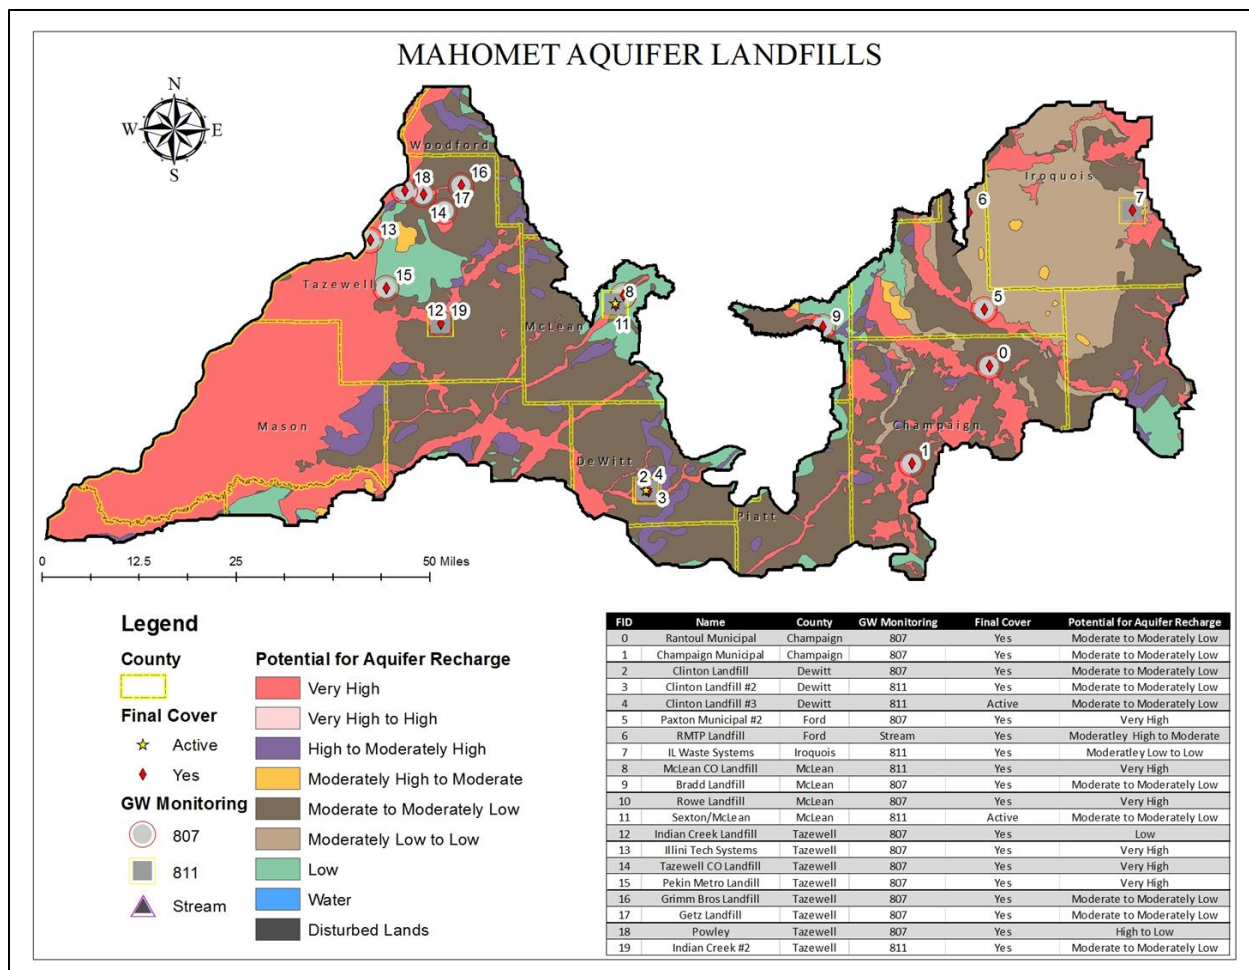 MAHOMET AQUIFER LANDFILLS
N
W E
S
Woodford
Iroquois
Tazewell
McLean
Mason
Champaign
DeWitt
Piatt
16
18
17
14
13
15
12 19
8
11
9
6
7
5
0
1
2 4
3
0 12.5 25 50 Miles
Legend
County
Final Cover
Active
Yes
GW Monitoring
807
811
Stream
Potential for Aquifer Recharge
Very High
Very High to High
High to Moderately High
Moderately High to Moderate
Moderate to Moderately Low
Moderately Low to Low
Low
Water
Disturbed Lands
FID Name County GW Monitoring Final Cover Potential for Aquifer Recharge
0 Rantoul Municipal Champaign 807 Yes Moderate to Moderately Low
1 Champaign Municipal Champaign 807 Yes Moderate to Moderately Low
2 Clinton Landfill Dewitt 807 Yes Moderate to Moderately Low
3 Clinton Landfill #2 Dewitt 811 Yes Moderate to Moderately Low
4 Clinton Landfill #3 Dewitt 811 Active Moderate to Moderately Low
5 Paxton Municipal #2 Ford 807 Yes Very High
6 RMTP Landfill Ford Stream Yes Moderatley High to Moderate
7 IL Waste Systems Iroquois 811 Yes Moderatley Low to Low
8 McLean CO Landfill McLean 811 Yes Very High
9 Bradd Landfill McLean 807 Yes Moderate to Moderately Low
10 Rowe Landfill McLean 807 Yes Very High
11 Sexton/McLean McLean 811 Active Moderate to Moderately Low
12 Indian Creek Landfill Tazewell 807 Yes Low
13 Illini Tech Systems Tazewell 807 Yes Very High
14 Tazewell CO Landfill Tazewell 807 Yes Very High
15 Pekin Metro Landill Tazewell 807 Yes Very High
16 Grimm Bros Landfill Tazewell 807 Yes Moderate to Moderately Low
17 Getz Landfill Tazewell 807 Yes Moderate to Moderately Low
18 Powley Tazewell 807 Yes High to Low
19 Indian Creek #2 Tazewell 811 Yes Moderate to Moderately Low